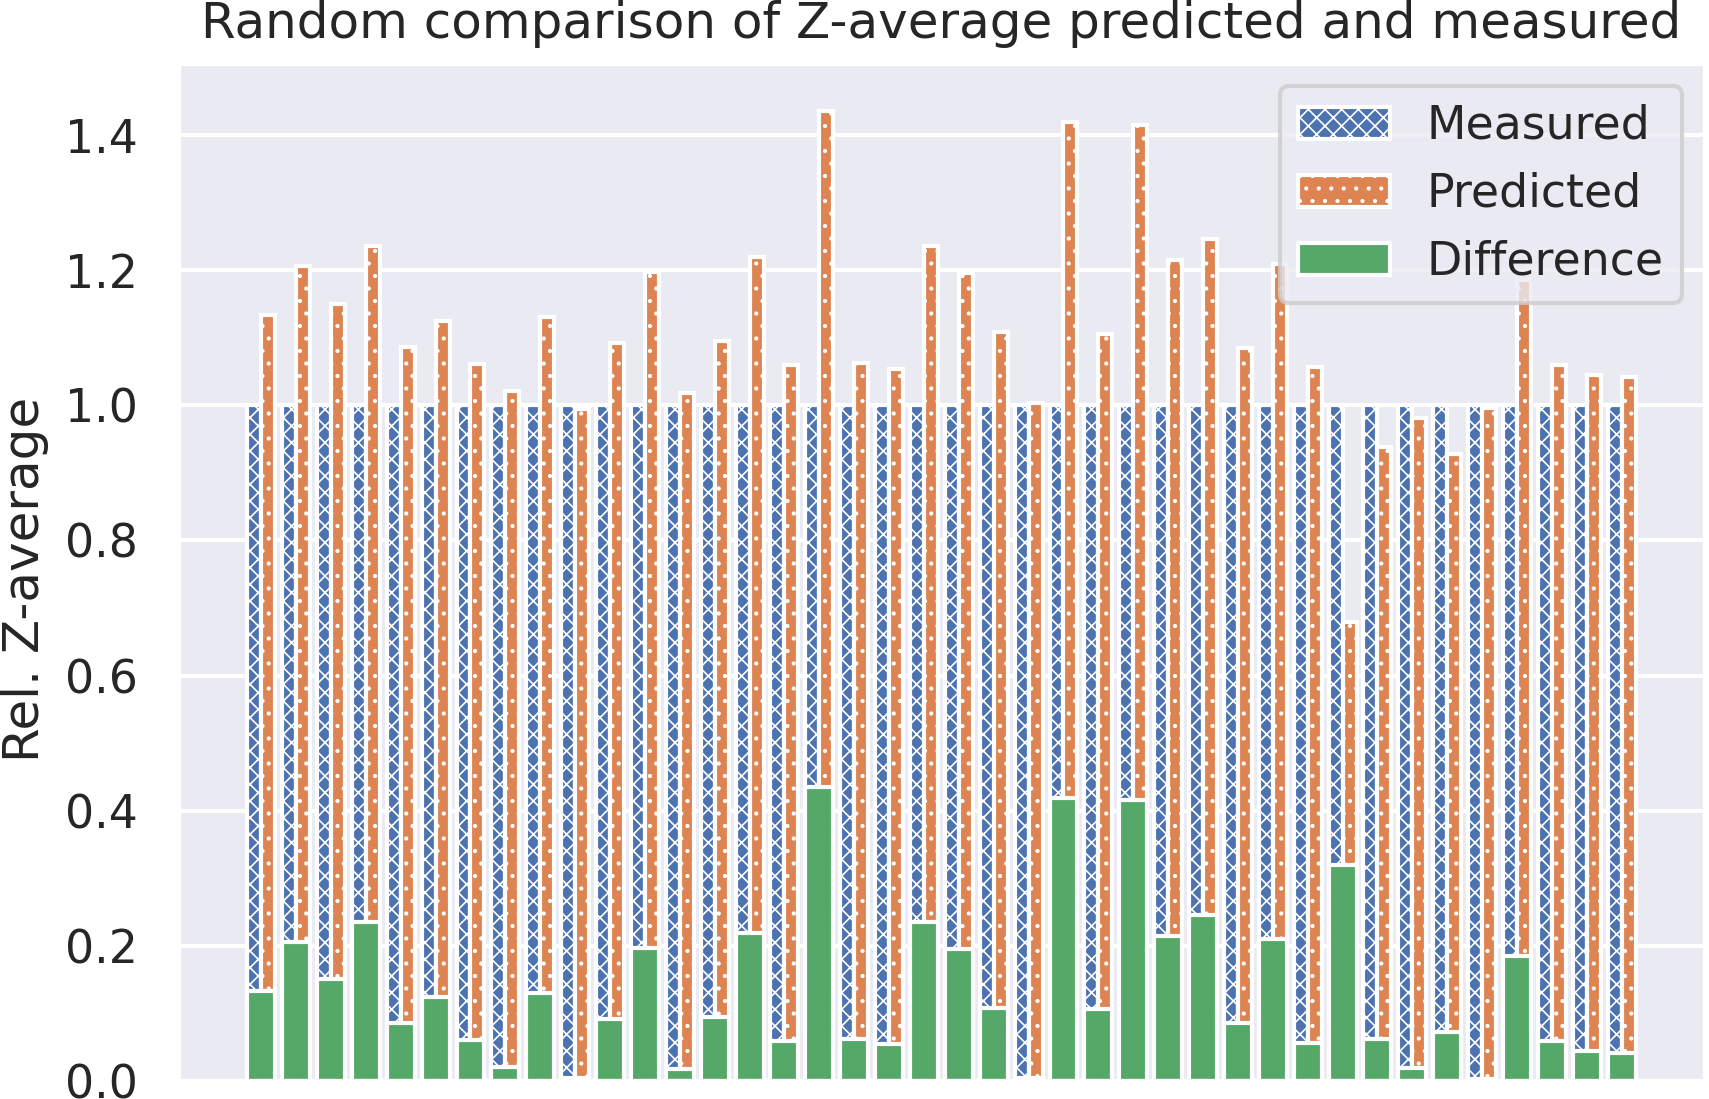 Random comparison of Z-average predicted and measured
Measured
Predicted
Difference
Rel. Z-average
1.4
1.2
1.0
0.8
0.6
0.4
0.2
0.0